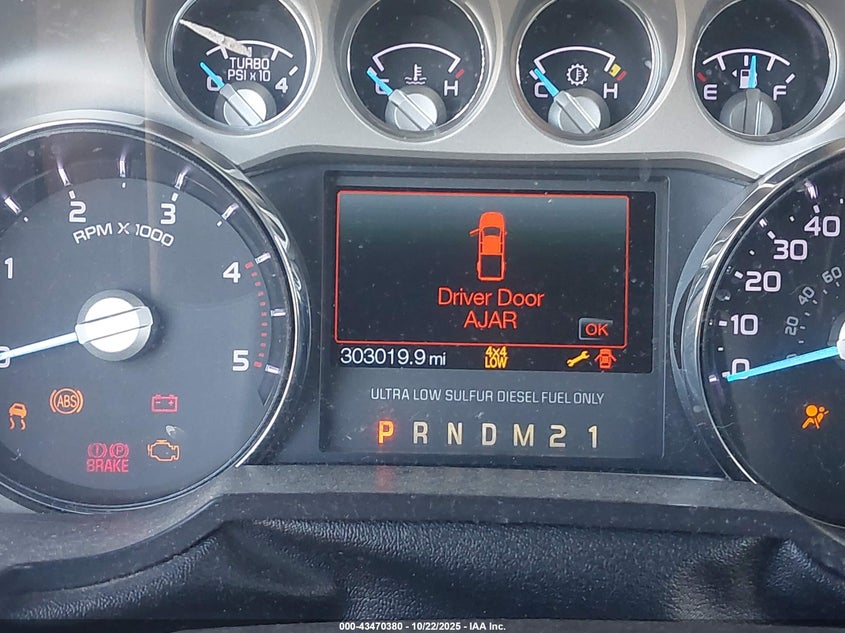 TURBO
PSI x 10
0 4
C H
C H
E F
1 2 3 4 5
RPM X 1000
Driver Door
AJAR
OK
303019.9 mi
4X4
LOW
ULTRA LOW SULFUR DIESEL FUEL ONLY
P R N D M 2 1
ABS
P
BRAKE
0 10 20 30 40
20 40 60
000-43470380 - 10/22/2025 - IAA Inc.